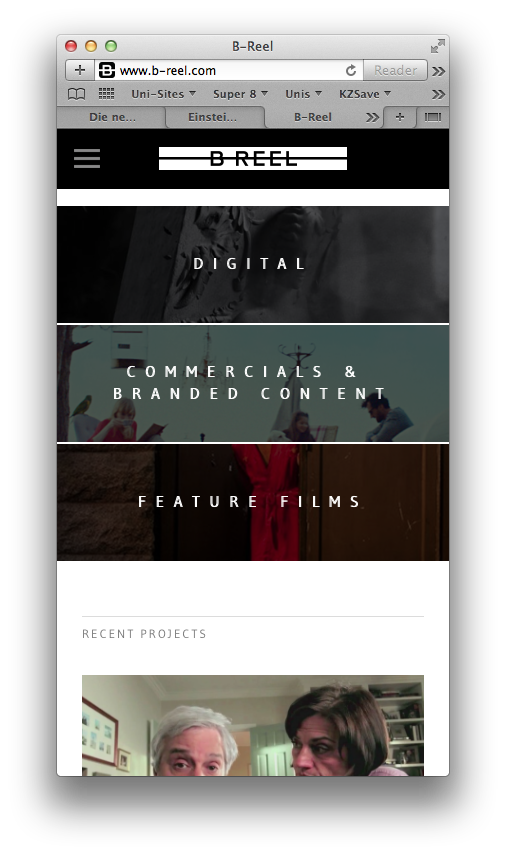 B-Reel
www.b-reel.com
Reader
Uni-Sites Super 8 Unis KZSave
Die ne... Einstei... B-Reel
B REEL
DIGITAL
COMMERCIALS &
BRANDED CONTENT
FEATURE FILMS
RECENT PROJECTS